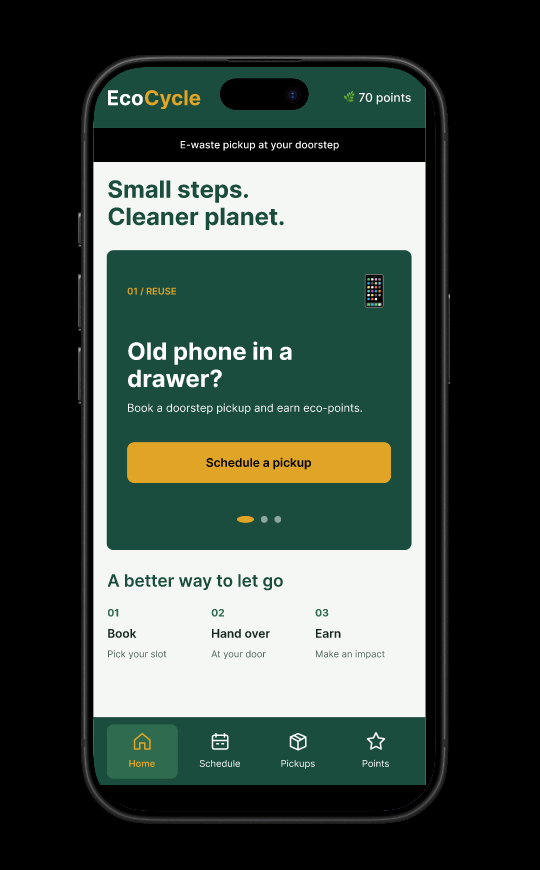 EcoCycle
70 points
E-waste pickup at your doorstep
Small steps.
Cleaner planet.
01 / REUSE
Old phone in a
drawer?
Book a doorstep pickup and earn eco-points.
Schedule a pickup
A better way to let go
01 02 03
Book Hand over Earn
Pick your slot At your door Make an impact
Home Schedule Pickups Points